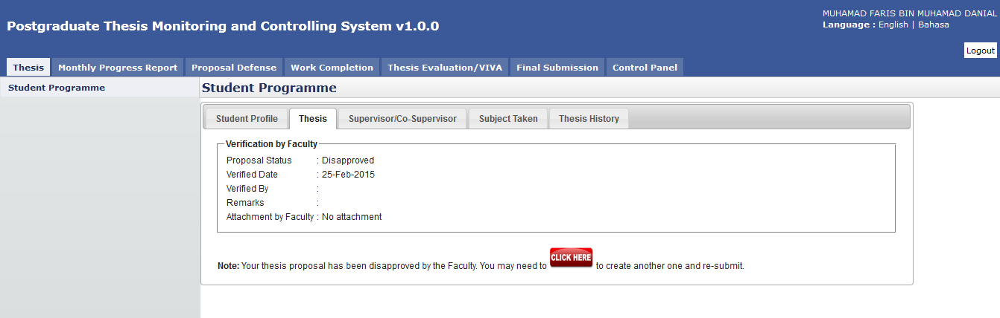 MUHAMAD FARIS BIN MUHAMAD DANIAL
Postgraduate Thesis Monitoring and Controlling System v1.0.0
Language : English | Bahasa
Logout
Thesis Monthly Progress Report Proposal Defense Work Completion Thesis Evaluation/VIVA Final Submission Control Panel
Student Programme
Student Programme
Student Profile Thesis Supervisor/Co-Supervisor Subject Taken Thesis History
Verification by Faculty
Proposal Status : Disapproved
Verified Date : 25-Feb-2015
Verified By :
Remarks :
Attachment by Faculty : No attachment
Note: Your thesis proposal has been disapproved by the Faculty. You may need to CLICK HERE to create another one and re-submit.